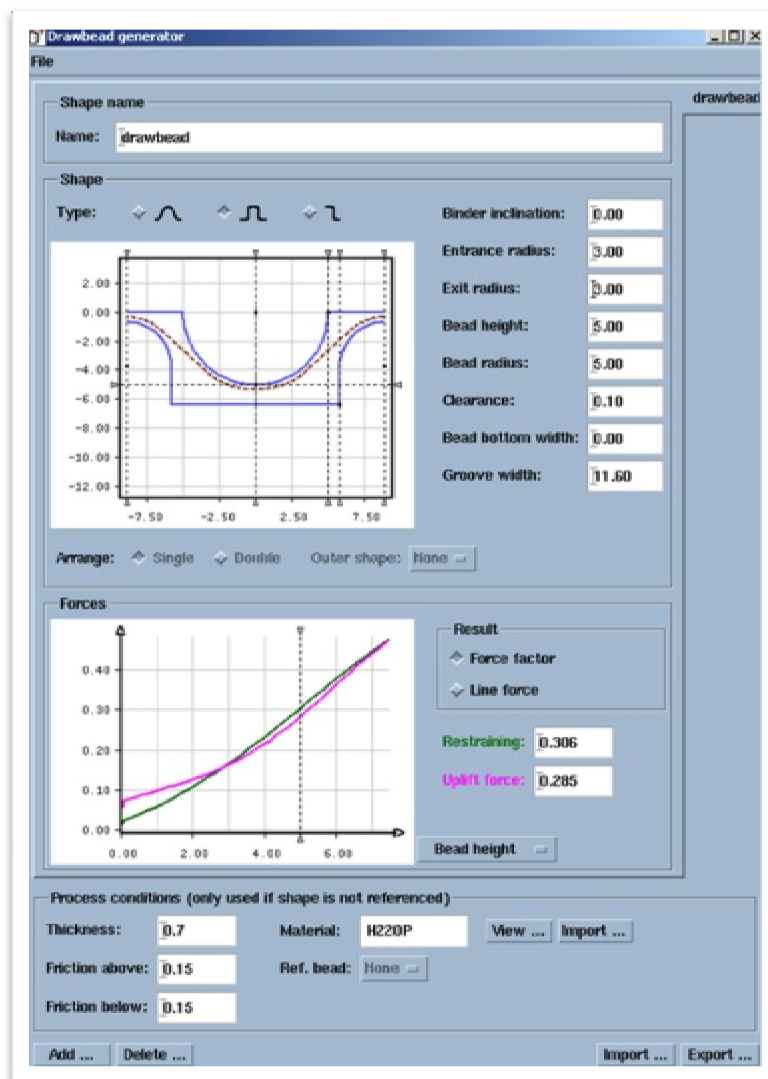 Drawbead generator
File
Shape name
drawbead
Name: drawbead
Shape
Type:
Binder inclination: 0.00
Entrance radius: 3.00
Exit radius: 3.00
Bead height: 5.00
Bead radius: 5.00
Clearance: 0.10
Bead bottom width: 0.00
Groove width: 11.60
2.00
0.00
-2.00
-4.00
-6.00
-8.00
-10.00
-12.00
-7.50 -2.50 2.50 7.50
Arrange: Single Double Outer shape: None
Forces
0.40
0.30
0.20
0.10
0.00
0.00 2.00 4.00 6.00
Result
Force factor
Line force
Restraining: 0.306
Uplift force: 0.285
Bead height
Process conditions (only used if shape is not referenced)
Thickness: 0.7 Material: H220P View ... Import ...
Friction above: 0.15 Ref. bead: None
Friction below: 0.15
Add ... Delete ... Import ... Export ...